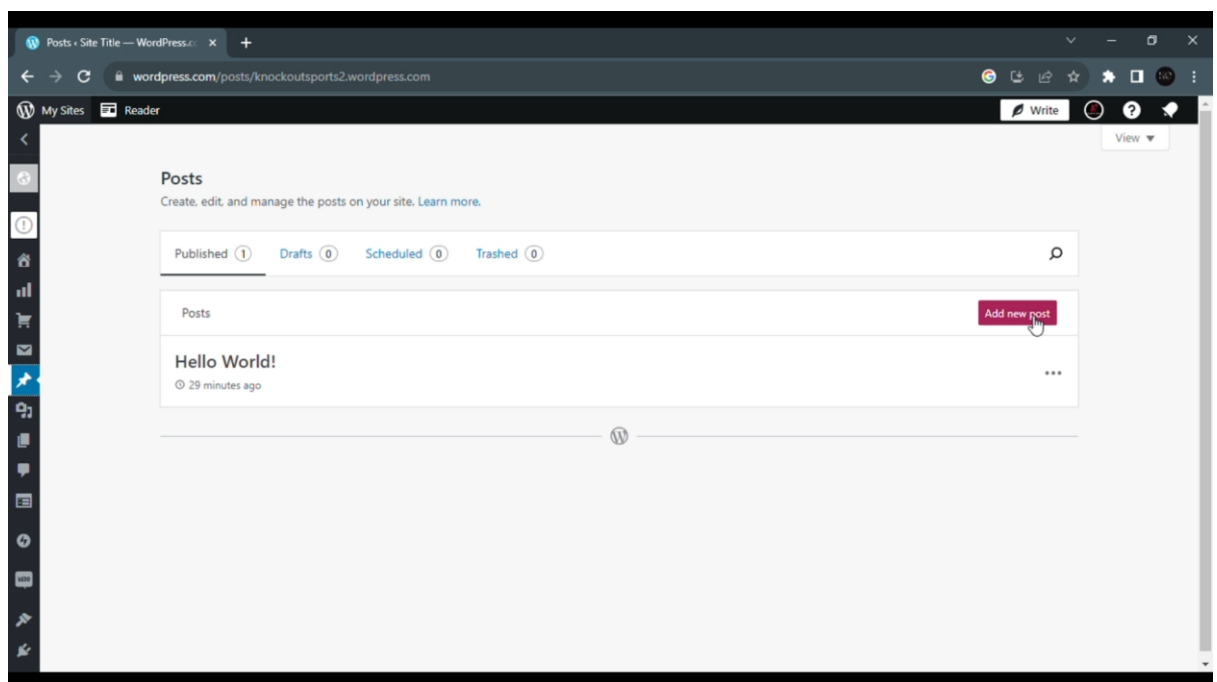 Posts ‹ Site Title — WordPress.c
wordpress.com/posts/knockoutsports2.wordpress.com
My Sites Reader Write
View
Posts
Create, edit, and manage the posts on your site. Learn more.
Published 1 Drafts 0 Scheduled 0 Trashed 0
Posts Add new post
Hello World!
29 minutes ago